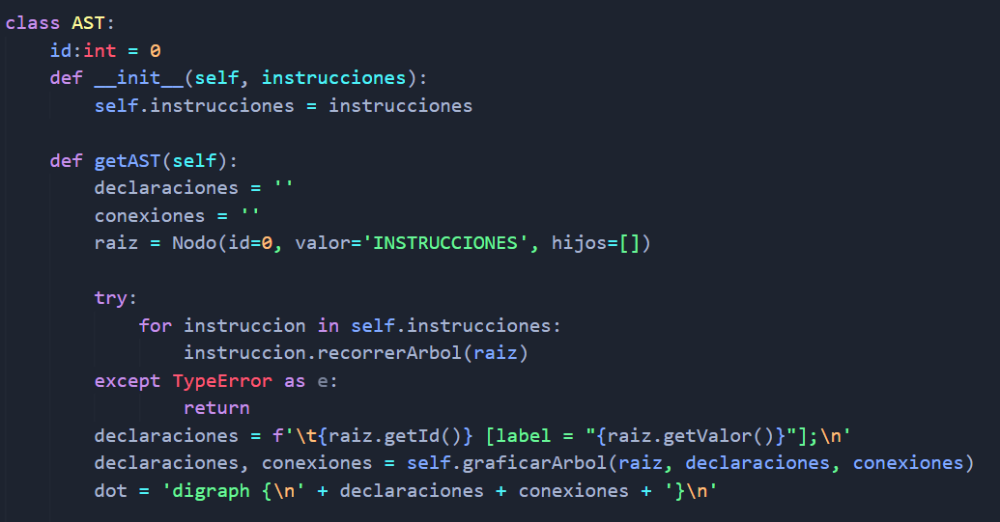 class AST:
    id:int = 0
    def __init__(self, instrucciones):
        self.instrucciones = instrucciones

    def getAST(self):
        declaraciones = ''
        conexiones = ''
        raiz = Nodo(id=0, valor='INSTRUCCIONES', hijos=[])

        try:
            for instruccion in self.instrucciones:
                instruccion.recorrerArbol(raiz)
        except TypeError as e:
                return
        declaraciones = f'\t{raiz.getId()} [label = "{raiz.getValor()}"];\n'
        declaraciones, conexiones = self.graficarArbol(raiz, declaraciones, conexiones)
        dot = 'digraph {\n' + declaraciones + conexiones + '}\n'